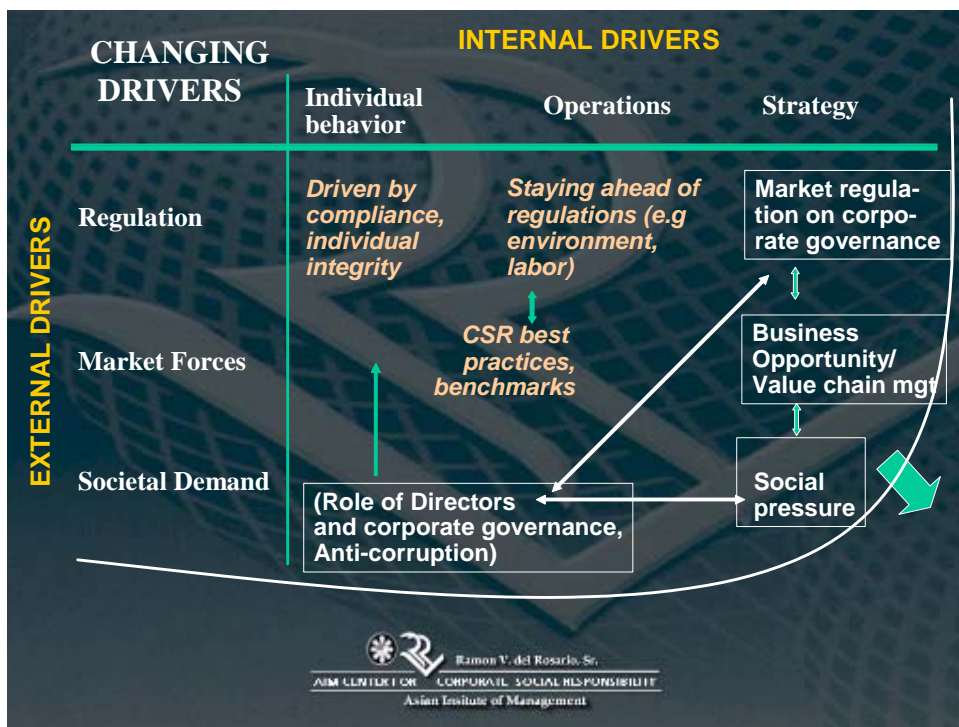 CHANGING
DRIVERS
INTERNAL DRIVERS
Individual
behavior
Operations
Strategy
EXTERNAL DRIVERS
Regulation
Driven by
compliance,
individual
integrity
Staying ahead of
regulations (e.g
environment,
labor)
Market regula-
tion on corpo-
rate governance
Market Forces
CSR best
practices,
benchmarks
Business
Opportunity/
Value chain mgt
Societal Demand
(Role of Directors
and corporate governance,
Anti-corruption)
Social
pressure
Ramon V. del Rosario, Sr.
AIM CENTER FOR CORPORATE SOCIAL RESPONSIBILITY
Asian Insitute of Management